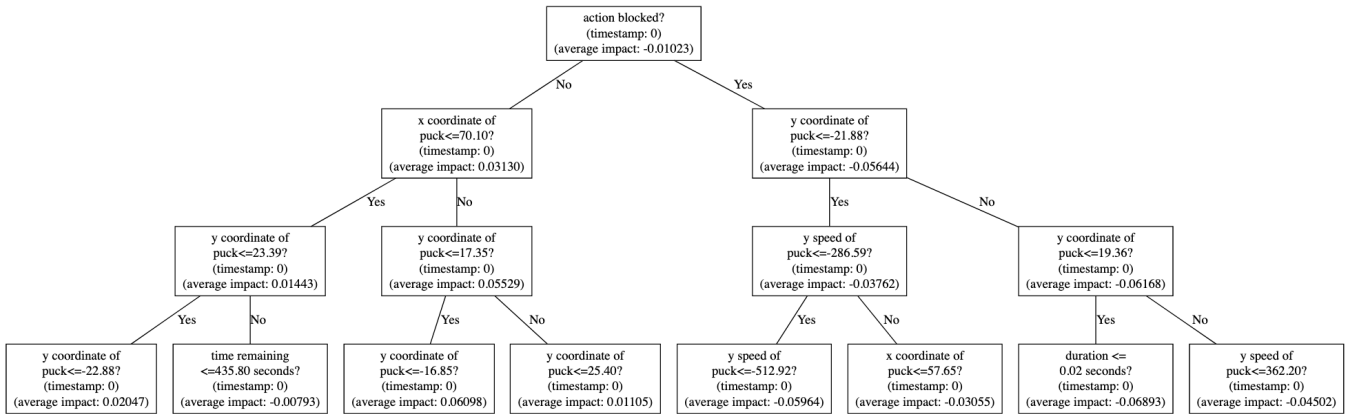 action blocked?
(timestamp: 0)
(average impact: -0.01023)
No
Yes
x coordinate of
puck<=70.10?
(timestamp: 0)
(average impact: 0.03130)
y coordinate of
puck<=-21.88?
(timestamp: 0)
(average impact: -0.05644)
Yes
No
Yes
No
y coordinate of
puck<=23.39?
(timestamp: 0)
(average impact: 0.01443)
y coordinate of
puck<=17.35?
(timestamp: 0)
(average impact: 0.05529)
y speed of
puck<=-286.59?
(timestamp: 0)
(average impact: -0.03762)
y coordinate of
puck<=19.36?
(timestamp: 0)
(average impact: -0.06168)
Yes
No
Yes
No
Yes
No
Yes
No
y coordinate of
puck<=-22.88?
(timestamp: 0)
(average impact: 0.02047)
time remaining
<=435.80 seconds?
(timestamp: 0)
(average impact: -0.00793)
y coordinate of
puck<=-16.85?
(timestamp: 0)
(average impact: 0.06098)
y coordinate of
puck<=25.40?
(timestamp: 0)
(average impact: 0.01105)
y speed of
puck<=-512.92?
(timestamp: 0)
(average impact: -0.05964)
x coordinate of
puck<=57.65?
(timestamp: 0)
(average impact: -0.03055)
duration <=
0.02 seconds?
(timestamp: 0)
(average impact: -0.06893)
y speed of
puck<=362.20?
(timestamp: 0)
(average impact: -0.04502)